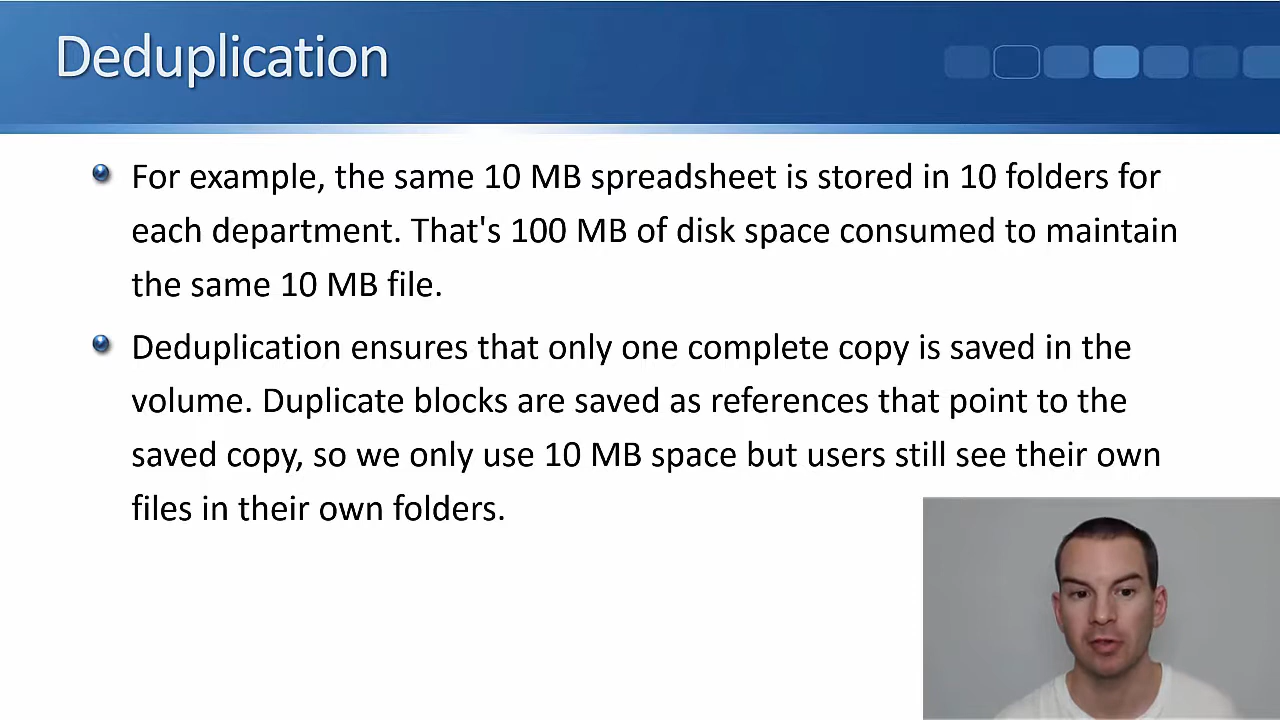 Deduplication
For example, the same 10 MB spreadsheet is stored in 10 folders for
each department. That's 100 MB of disk space consumed to maintain
the same 10 MB file.
Deduplication ensures that only one complete copy is saved in the
volume. Duplicate blocks are saved as references that point to the
saved copy, so we only use 10 MB space but users still see their own
files in their own folders.